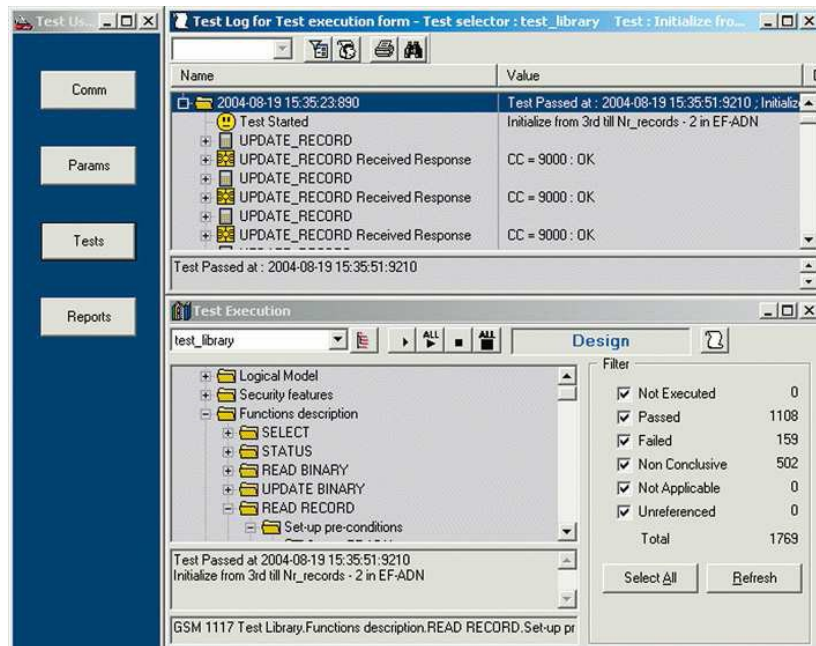 Test Us...
Comm
Params
Tests
Reports
Test Log for Test execution form - Test selector : test_library Test : Initialize fro...
Name Value
2004-08-19 15:35:23:890 Test Passed at : 2004-08-19 15:35:51:9210 ; Initializ
Test Started Initialize from 3rd till Nr_records - 2 in EF-ADN
UPDATE_RECORD
UPDATE_RECORD Received Response CC = 9000 : OK
UPDATE_RECORD
UPDATE_RECORD Received Response CC = 9000 : OK
UPDATE_RECORD
UPDATE_RECORD Received Response CC = 9000 : OK
Test Passed at : 2004-08-19 15:35:51:9210
Test Execution
test_library ALL ALL Design
Logical Model
Security features
Functions description
SELECT
STATUS
READ BINARY
UPDATE BINARY
READ RECORD
Set-up pre-conditions
Test Passed at 2004-08-19 15:35:51:9210
Initialize from 3rd till Nr_records - 2 in EF-ADN
GSM 1117 Test Library.Functions description.READ RECORD.Set-up pr
Filter
Not Executed 0
Passed 1108
Failed 159
Non Conclusive 502
Not Applicable 0
Unreferenced 0
Total 1769
Select All Refresh